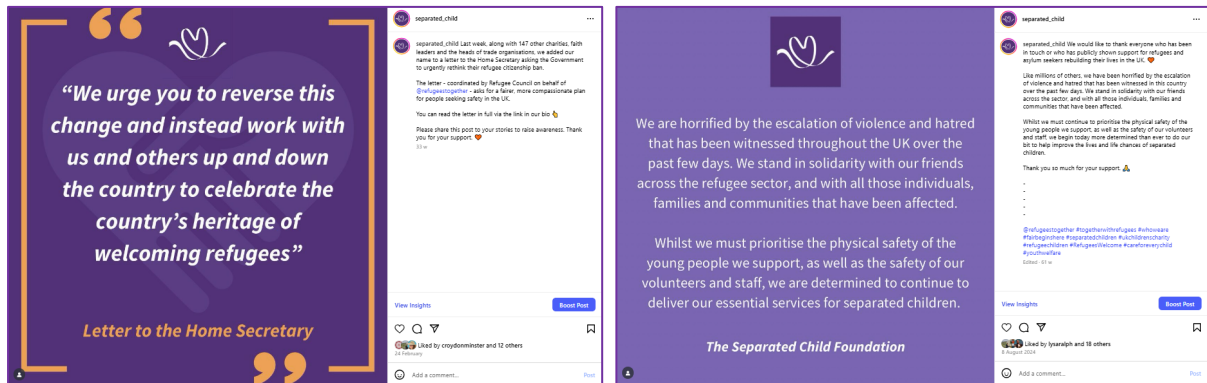 “We urge you to reverse this
change and instead work with
us and others up and down
the country to celebrate the
country’s heritage of
welcoming refugees”
Letter to the Home Secretary
separated_child
separated_child Last week, along with 147 other charities, faith
leaders and the heads of trade organisations, we added our
name to a letter to the Home Secretary asking the Government
to urgently rethink their refugee citizenship ban.
The letter - coordinated by Refugee Council on behalf of
@refugeestogether - asks for a fairer, more compassionate plan
for people seeking safety in the UK.
You can read the letter in full via the link in our bio 👆
Please share this post to your stories to raise awareness. Thank
you for your support. 🧡
33 w
View Insights
Boost Post
Liked by croydonminster and 12 others
24 February
Add a comment...
Post
We are horrified by the escalation of violence and hatred
that has been witnessed throughout the UK over the
past few days. We stand in solidarity with our friends
across the refugee sector, and with all those individuals,
families and communities that have been affected.
Whilst we must prioritise the physical safety of the
young people we support, as well as the safety of our
volunteers and staff, we are determined to continue to
deliver our essential services for separated children.
The Separated Child Foundation
separated_child
separated_child We would like to thank everyone who has been
in touch or who has publicly shown support for refugees and
asylum seekers rebuilding their lives in the UK. 🧡
Like millions of others, we have been horrified by the escalation
of violence and hatred that has been witnessed in this country
over the past few days. We stand in solidarity with our friends
across the sector, and with all those individuals, families and
communities that have been affected.
Whilst we must continue to prioritise the physical safety of the
young people we support, as well as the safety of our volunteers
and staff, we begin today more determined than ever to do our
bit to help improve the lives and life chances of separated
children.
Thank you so much for your support. 🙏
-
-
-
-
-
@refugeestogether #togetherwithrefugees #whoweare
#fairbeginshere #separatedchildren #ukchildrenscharity
#refugeechildren #RefugeesWelcome #careforeverychild
#youthwelfare
Edited · 61 w
View Insights
Boost Post
Liked by lysaralph and 18 others
8 August 2024
Add a comment...
Post